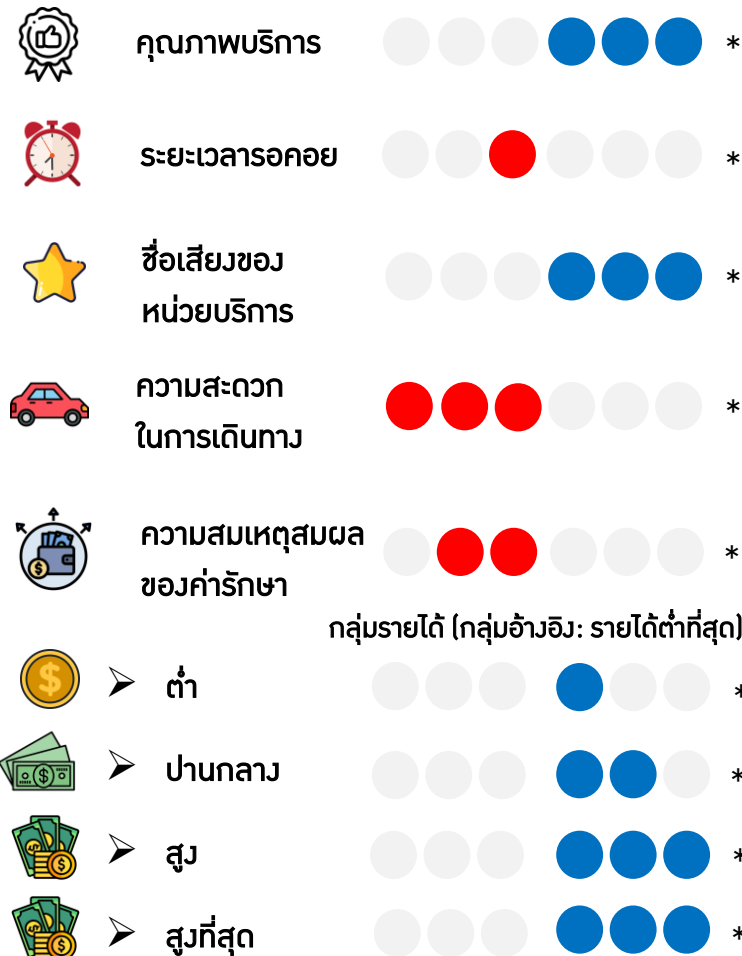 คุณภาพบริการ *
ระยะเวลารอคอย *
ชื่อเสียงของ
หน่วยบริการ *
ความสะดวก
ในการเดินทาง *
ความสมเหตุสมผล
ของค่ารักษา *
กลุ่มรายได้ (กลุ่มอ้างอิง: รายได้ต่ำที่สุด)
➢ ต่ำ *
➢ ปานกลาง *
➢ สูง *
➢ สูงที่สุด *